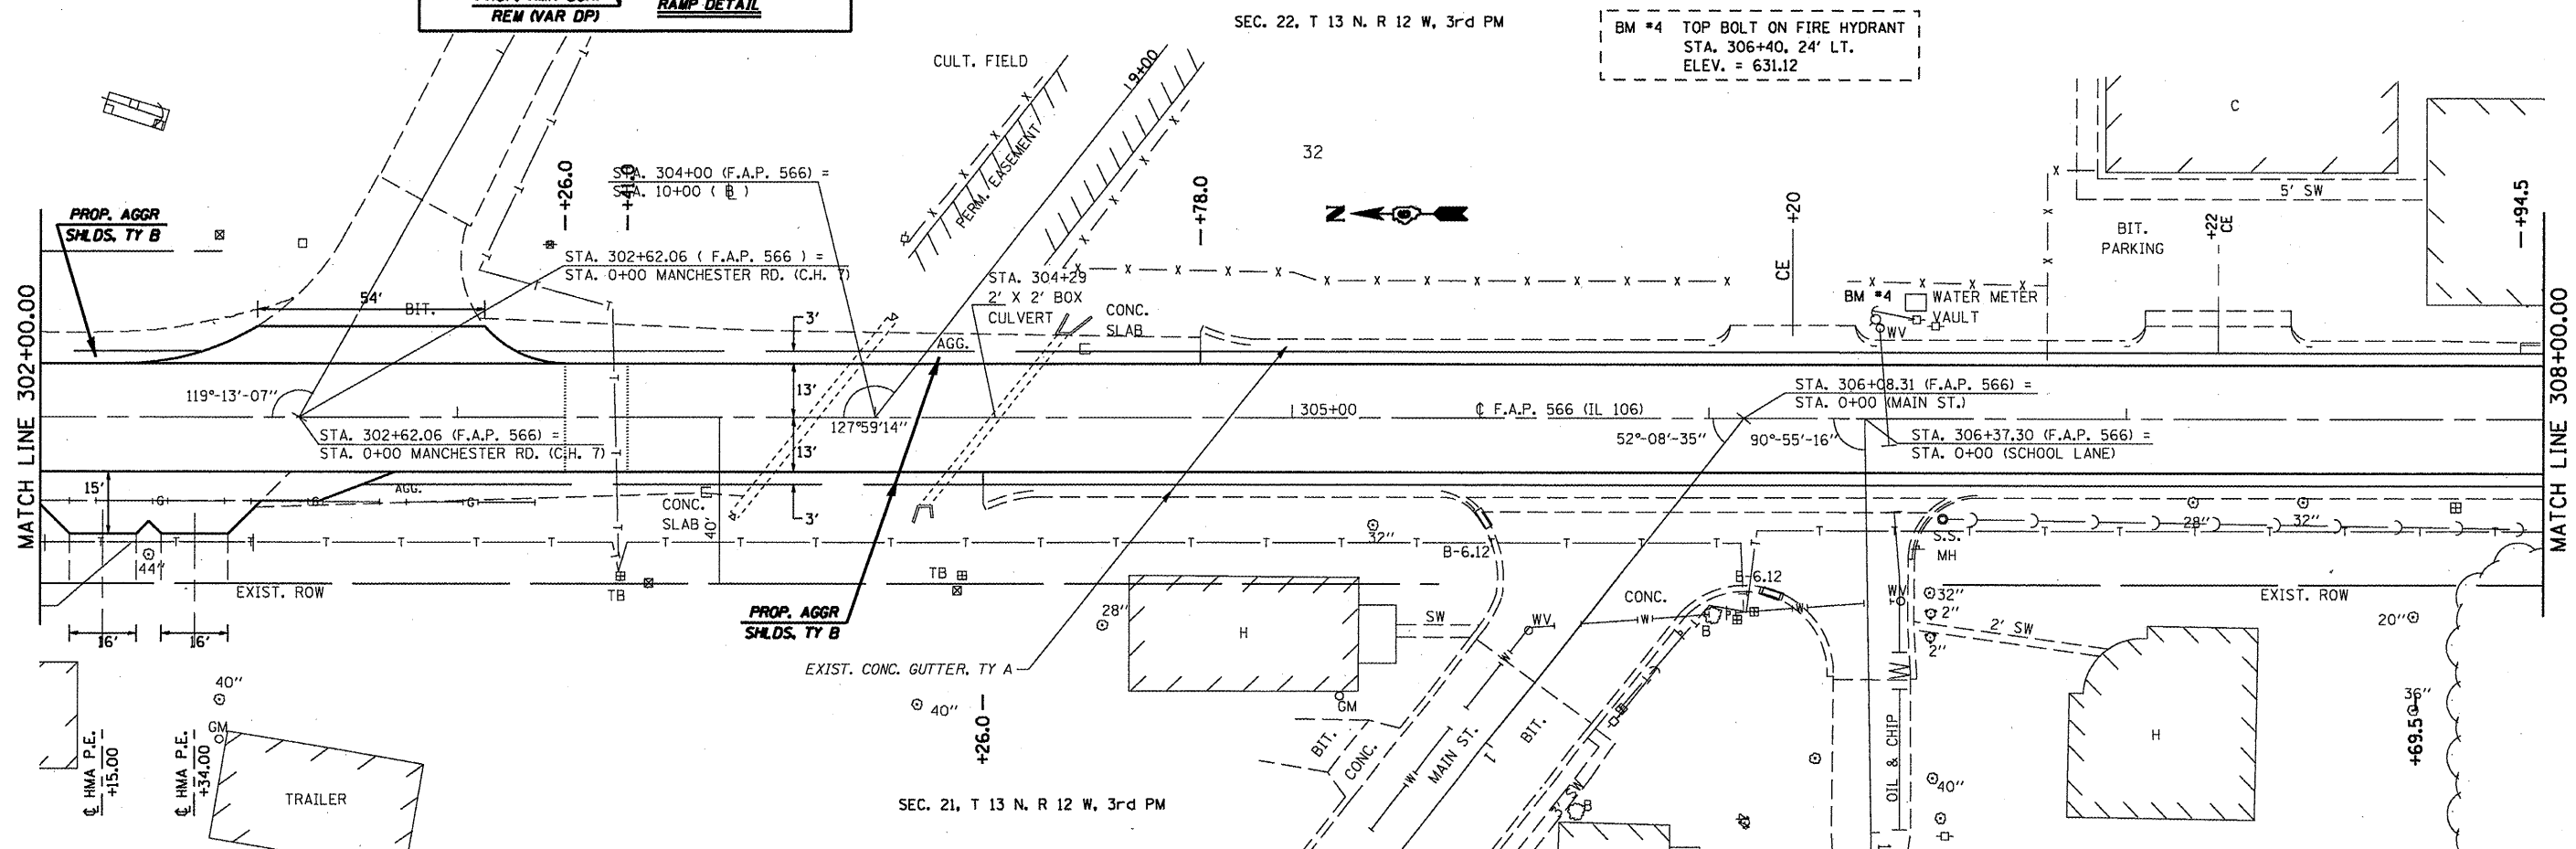 REM (VAR DP)
RAMP DETAIL
SEC. 22, T 13 N. R 12 W, 3rd PM
BM #4 TOP BOLT ON FIRE HYDRANT
STA. 306+40, 24' LT.
ELEV. = 631.12
CULT. FIELD
9+00
PERM. EASEMENT
32
C
5' SW
+26.0
+41.0
STA. 304+00 (F.A.P. 566) =
STA. 10+00 ( B )
+78.0
N
+20
CE
+22
CE
+94.5
BIT.
PARKING
PROP. AGGR
SHLDS, TY B
STA. 302+62.06 ( F.A.P. 566 ) =
STA. 0+00 MANCHESTER RD. (C.H. 7)
STA. 304+29
2' X 2' BOX
CULVERT
CONC.
SLAB
BM #4
WATER METER
VAULT
WV
54'
BIT.
3'
AGG.
MATCH LINE 302+00.00
MATCH LINE 308+00.00
119°-13'-07"
13'
127°59'14"
305+00
℄ F.A.P. 566 (IL 106)
STA. 306+08.31 (F.A.P. 566) =
STA. 0+00 (MAIN ST.)
52°-08'-35"
90°-55'-16"
STA. 302+62.06 (F.A.P. 566) =
STA. 0+00 MANCHESTER RD. (C.H. 7)
13'
STA. 306+37.30 (F.A.P. 566) =
STA. 0+00 (SCHOOL LANE)
15'
G
G
G
AGG.
CONC.
SLAB
40'
3'
32"
B-6.12
28"
32"
S.S.
MH
44"
EXIST. ROW
TB
TB
B-6.12
CONC.
WV
32"
2"
2"
EXIST. ROW
16'
16'
PROP. AGGR
SHLDS, TY B
28"
H
SW
WV
W
P
B
2' SW
20"
EXIST. CONC. GUTTER, TY A
40"
GM
40"
GM
+26.0
36"
+69.5
℄ HMA P.E.
+15.00
℄ HMA P.E.
+34.00
TRAILER
BIT.
CONC.
MAIN ST.
BIT.
1
OIL & CHIP
H
40"
SEC. 21, T 13 N. R 12 W, 3rd PM
3' SW
B
1